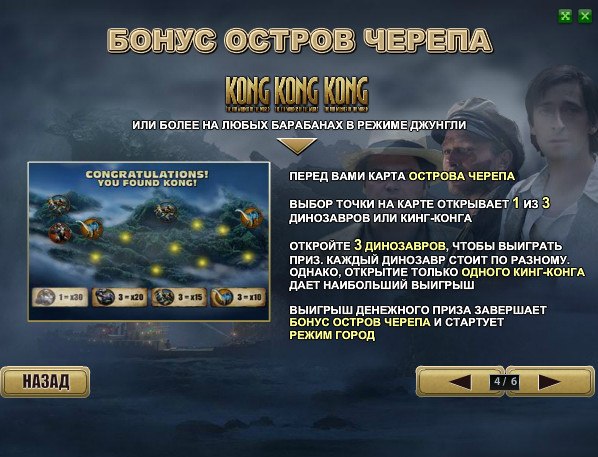 БОНУС ОСТРОВ ЧЕРЕПА
KONG KONG KONG
ИЛИ БОЛЕЕ НА ЛЮБЫХ БАРАБАНАХ В РЕЖИМЕ ДЖУНГЛИ
CONGRATULATIONS!
YOU FOUND KONG!
1 = x30
3 = x20
3 = x15
3 = x10
ПЕРЕД ВАМИ КАРТА ОСТРОВА ЧЕРЕПА
ВЫБОР ТОЧКИ НА КАРТЕ ОТКРЫВАЕТ 1 ИЗ 3
ДИНОЗАВРОВ ИЛИ КИНГ-КОНГА
ОТКРОЙТЕ 3 ДИНОЗАВРОВ, ЧТОБЫ ВЫИГРАТЬ
ПРИЗ. КАЖДЫЙ ДИНОЗАВР СТОИТ ПО РАЗНОМУ.
ОДНАКО, ОТКРЫТИЕ ТОЛЬКО ОДНОГО КИНГ-КОНГА
ДАЕТ НАИБОЛЬШИЙ ВЫИГРЫШ
ВЫИГРЫШ ДЕНЕЖНОГО ПРИЗА ЗАВЕРШАЕТ
БОНУС ОСТРОВ ЧЕРЕПА И СТАРТУЕТ
РЕЖИМ ГОРОД
НАЗАД
4 / 6